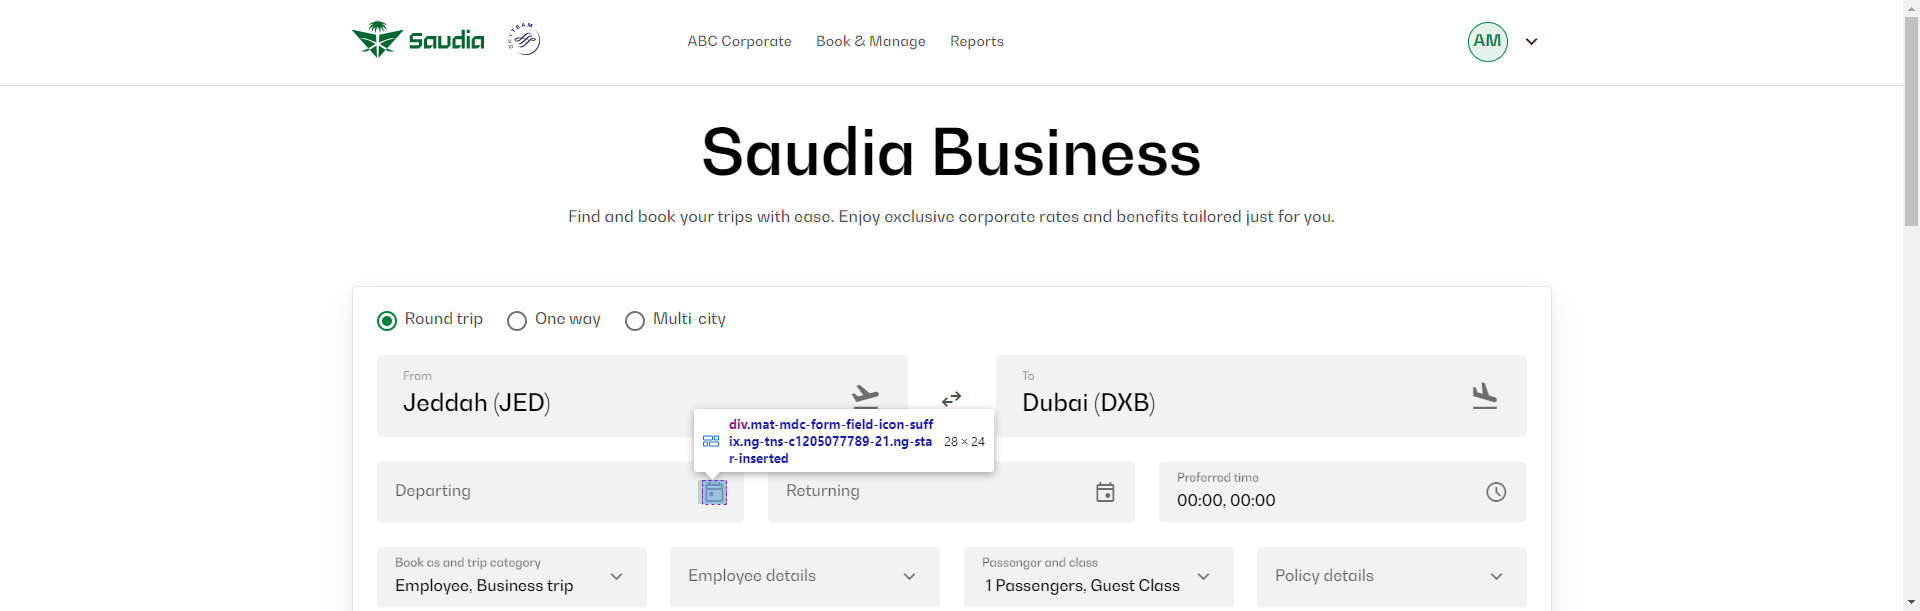 Saudia
SKYTEAM
ABC Corporate
Book & Manage
Reports
AM
Saudia Business
Find and book your trips with ease. Enjoy exclusive corporate rates and benefits tailored just for you.
Round trip
One way
Multi-city
From
Jeddah (JED)
To
Dubai (DXB)
div.mat-mdc-form-field-icon-suff
ix.ng-tns-c1205077789-21.ng-sta
r-inserted
28 × 24
Departing
Returning
Preferred time
00:00, 00:00
Book as and trip category
Employee, Business trip
Employee details
Passenger and class
1 Passengers, Guest Class
Policy details